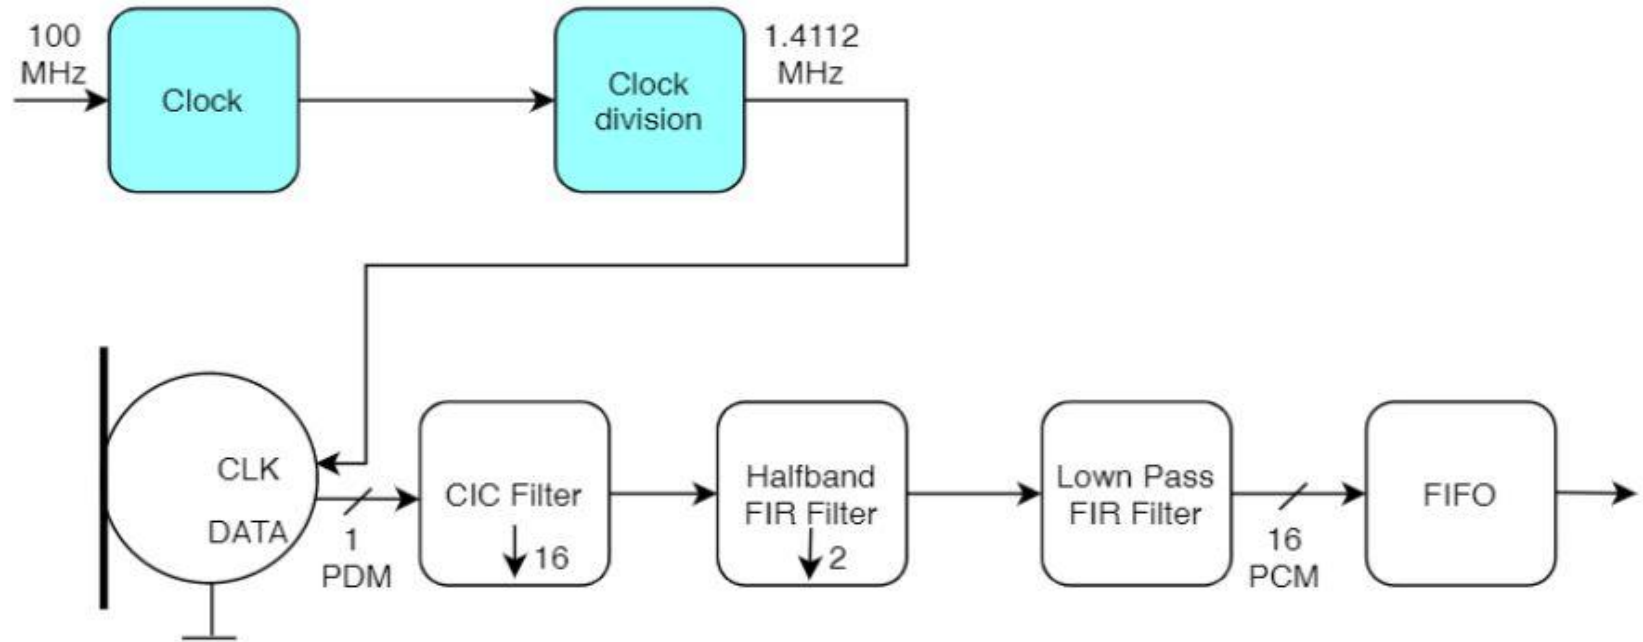 100
MHz
Clock
Clock
division
1.4112
MHz
CLK
DATA
1
PDM
CIC Filter
16
Halfband
FIR Filter
2
Lown Pass
FIR Filter
16
PCM
FIFO